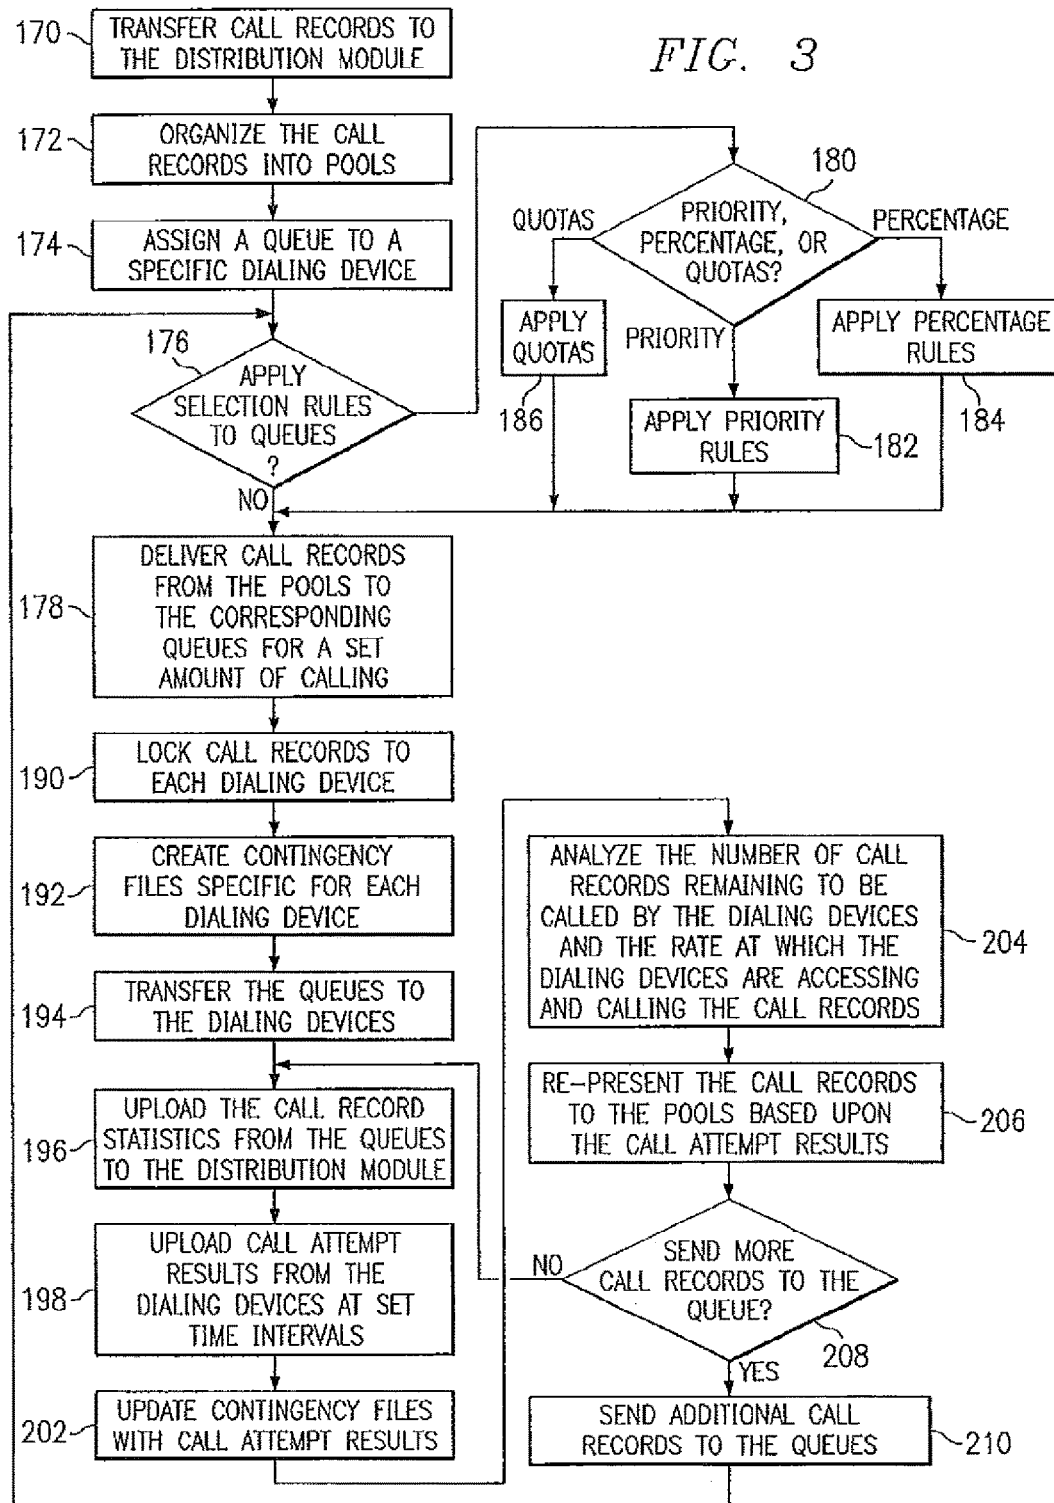 FIG. 3
170
TRANSFER CALL RECORDS TO
THE DISTRIBUTION MODULE
172
ORGANIZE THE CALL
RECORDS INTO POOLS
174
ASSIGN A QUEUE TO A
SPECIFIC DIALING DEVICE
176
APPLY
SELECTION RULES
TO QUEUES
?
NO
180
PRIORITY,
PERCENTAGE, OR
QUOTAS?
QUOTAS
PERCENTAGE
PRIORITY
APPLY
QUOTAS
186
APPLY PRIORITY
RULES
182
APPLY PERCENTAGE
RULES
184
178
DELIVER CALL RECORDS
FROM THE POOLS TO
THE CORRESPONDING
QUEUES FOR A SET
AMOUNT OF CALLING
190
LOCK CALL RECORDS TO
EACH DIALING DEVICE
192
CREATE CONTINGENCY
FILES SPECIFIC FOR EACH
DIALING DEVICE
194
TRANSFER THE QUEUES TO
THE DIALING DEVICES
196
UPLOAD THE CALL RECORD
STATISTICS FROM THE QUEUES
TO THE DISTRIBUTION MODULE
198
UPLOAD CALL ATTEMPT
RESULTS FROM THE
DIALING DEVICES AT SET
TIME INTERVALS
202
UPDATE CONTINGENCY FILES
WITH CALL ATTEMPT RESULTS
ANALYZE THE NUMBER OF CALL
RECORDS REMAINING TO BE
CALLED BY THE DIALING DEVICES
AND THE RATE AT WHICH THE
DIALING DEVICES ARE ACCESSING
AND CALLING THE CALL RECORDS
204
RE-PRESENT THE CALL RECORDS
TO THE POOLS BASED UPON
THE CALL ATTEMPT RESULTS
206
NO
SEND MORE
CALL RECORDS TO THE
QUEUE?
208
YES
SEND ADDITIONAL CALL
RECORDS TO THE QUEUES
210